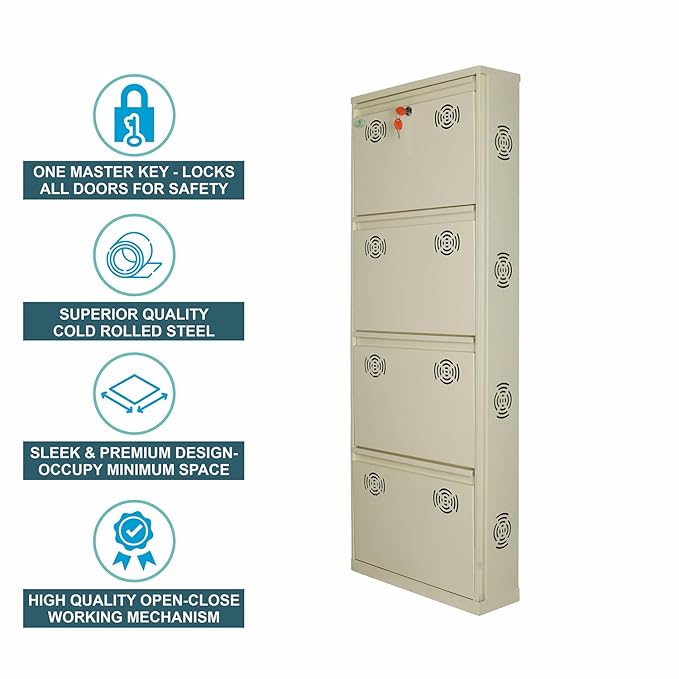 ONE MASTER KEY - LOCKS
ALL DOORS FOR SAFETY
SUPERIOR QUALITY
COLD ROLLED STEEL
SLEEK & PREMIUM DESIGN-
OCCUPY MINIMUM SPACE
HIGH QUALITY OPEN-CLOSE
WORKING MECHANISM